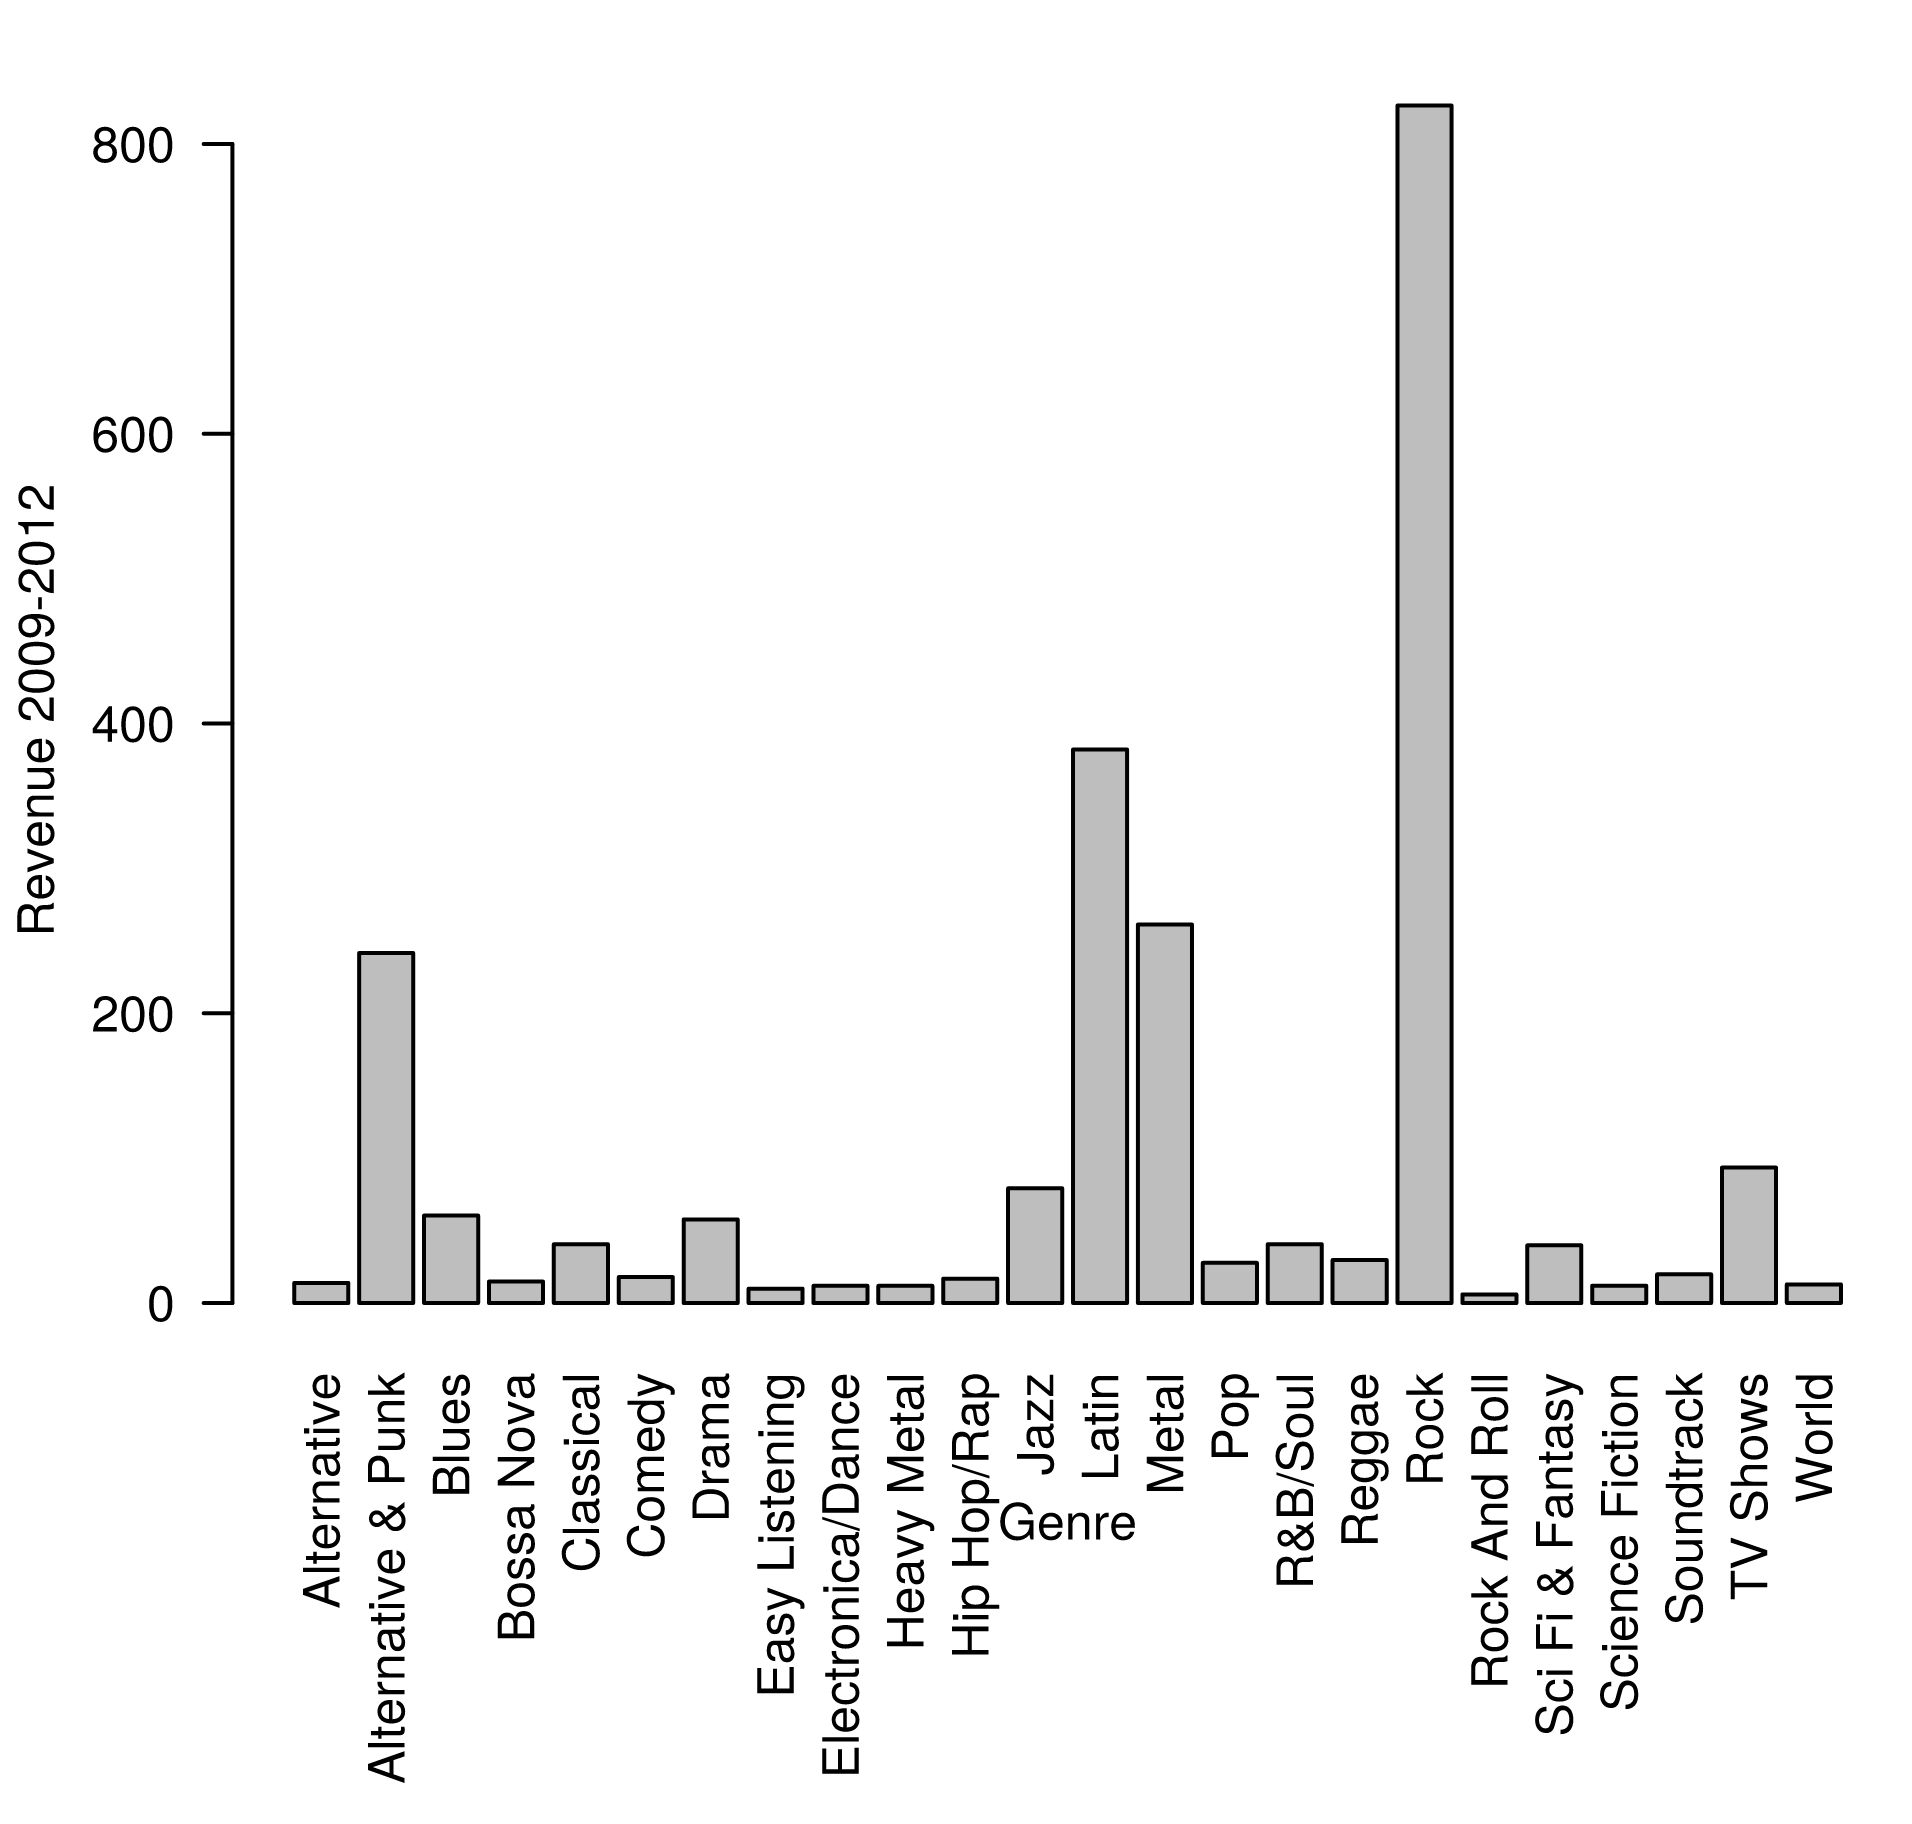 Revenue 2009-2012
800
600
400
200
0
Alternative
Alternative & Punk
Blues
Bossa Nova
Classical
Comedy
Drama
Easy Listening
Electronica/Dance
Heavy Metal
Hip Hop/Rap
Jazz
Latin
Metal
Pop
R&B/Soul
Reggae
Rock
Rock And Roll
Sci Fi & Fantasy
Science Fiction
Soundtrack
TV Shows
World
Genre